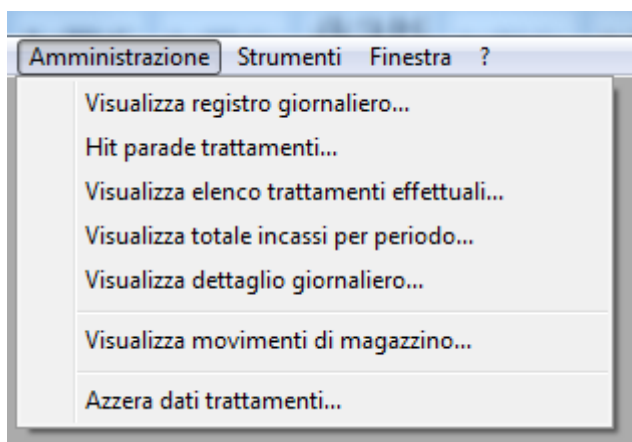 Amministrazione Strumenti Finestra ?
Visualizza registro giornaliero...
Hit parade trattamenti...
Visualizza elenco trattamenti effettuali...
Visualizza totale incassi per periodo...
Visualizza dettaglio giornaliero...
Visualizza movimenti di magazzino...
Azzera dati trattamenti...